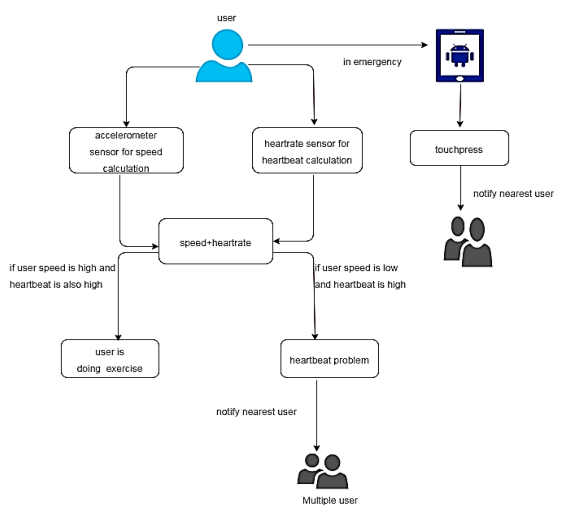 user
in emergency
accelerometer
sensor for speed
calculation
heartrate sensor for
heartbeat calculation
touchpress
notify nearest user
speed+heartrate
if user speed is high and
heartbeat is also high
if user speed is low
and heartbeat is high
user is
doing exercise
heartbeat problem
notify nearest user
Multiple user